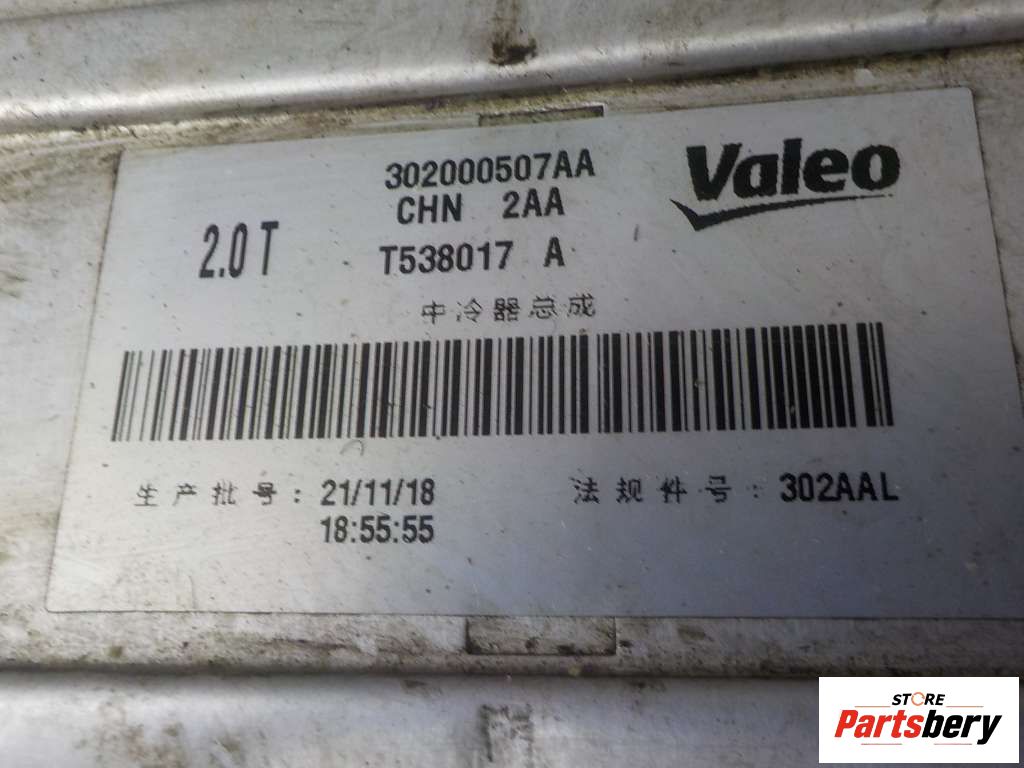 302000507AA
Valeo
CHN 2AA
2.0 T
T538017 A
中冷器总成
生产批号: 21/11/18
18:55:55
法规件号: 302AAL
STORE
Partsbery